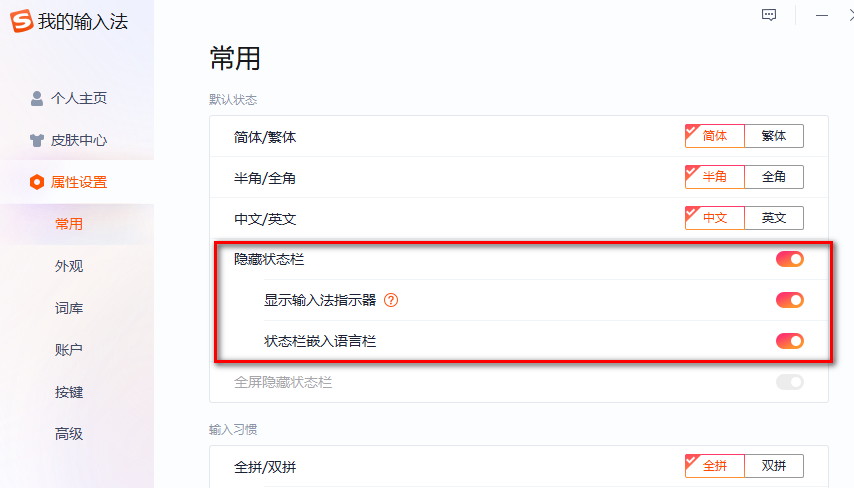 S 我的输入法
个人主页
皮肤中心
属性设置
常用
外观
词库
账户
按键
高级
常用
默认状态
简体/繁体 简体 繁体
半角/全角 半角 全角
中文/英文 中文 英文
隐藏状态栏
显示输入法指示器 ?
状态栏嵌入语言栏
全屏隐藏状态栏
输入习惯
全拼/双拼 全拼 双拼